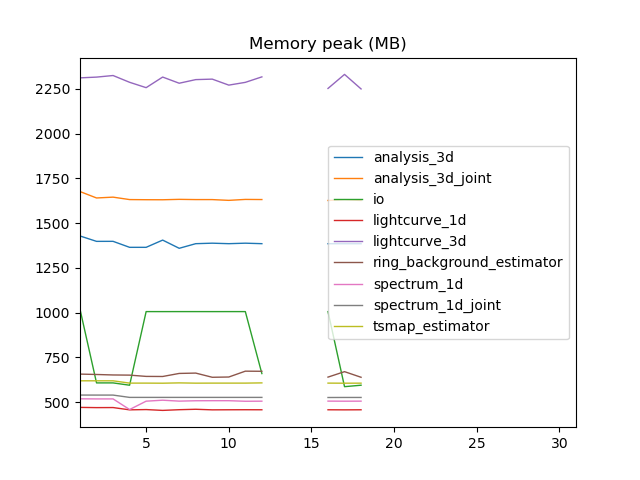 Memory peak (MB)
2250
2000
1750
1500
1250
1000
750
500
analysis_3d
analysis_3d_joint
io
lightcurve_1d
lightcurve_3d
ring_background_estimator
spectrum_1d
spectrum_1d_joint
tsmap_estimator
5 10 15 20 25 30